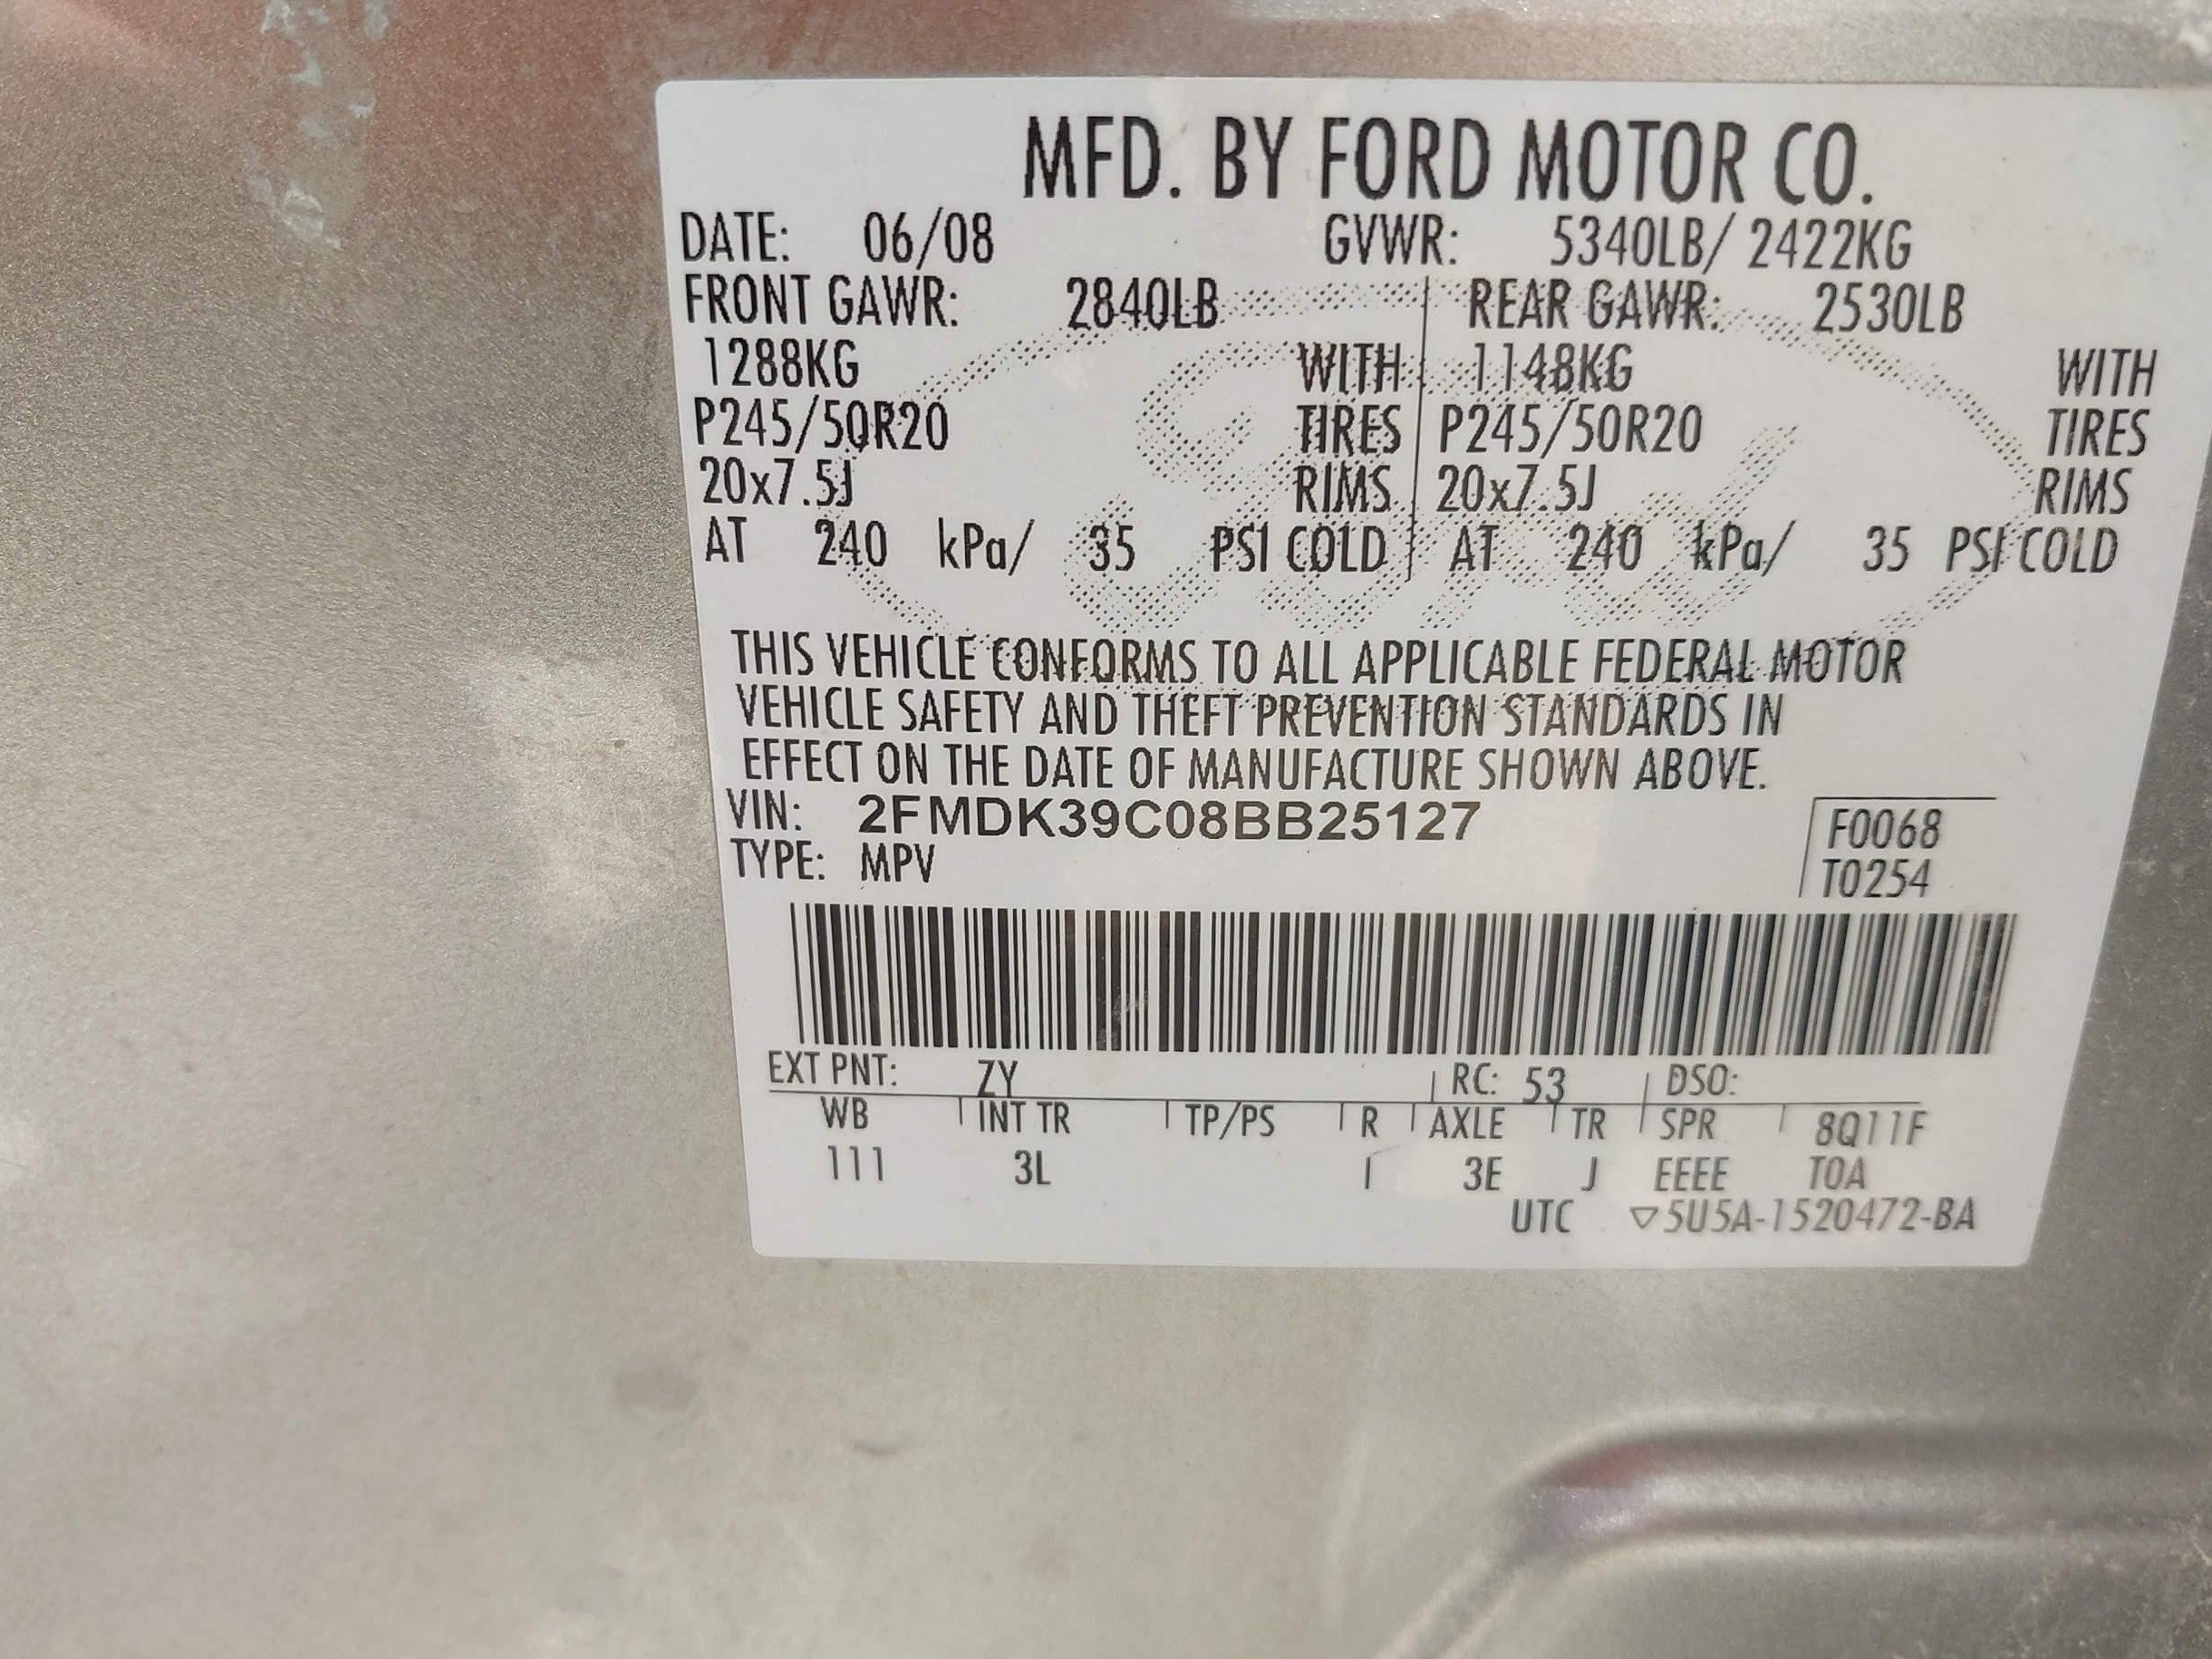 MFD. BY FORD MOTOR CO.
DATE: 06/08 GVWR: 5340LB/ 2422KG
FRONT GAWR: 2840LB REAR GAWR: 2530LB
1288KG WITH 1148KG WITH
P245/50R20 TIRES P245/50R20 TIRES
20x7.5J RIMS 20x7.5J RIMS
AT 240 kPa/ 35 PSI COLD AT 240 kPa/ 35 PSI COLD
THIS VEHICLE CONFORMS TO ALL APPLICABLE FEDERAL MOTOR
VEHICLE SAFETY AND THEFT PREVENTION STANDARDS IN
EFFECT ON THE DATE OF MANUFACTURE SHOWN ABOVE.
VIN: 2FMDK39C08BB25127 F0068
TYPE: MPV T0254
EXT PNT: ZY RC: 53 DSO:
WB INT TR TP/PS R AXLE TR SPR 8Q11F
111 3L I 3E J EEEE TOA
UTC ▽5U5A-1520472-BA